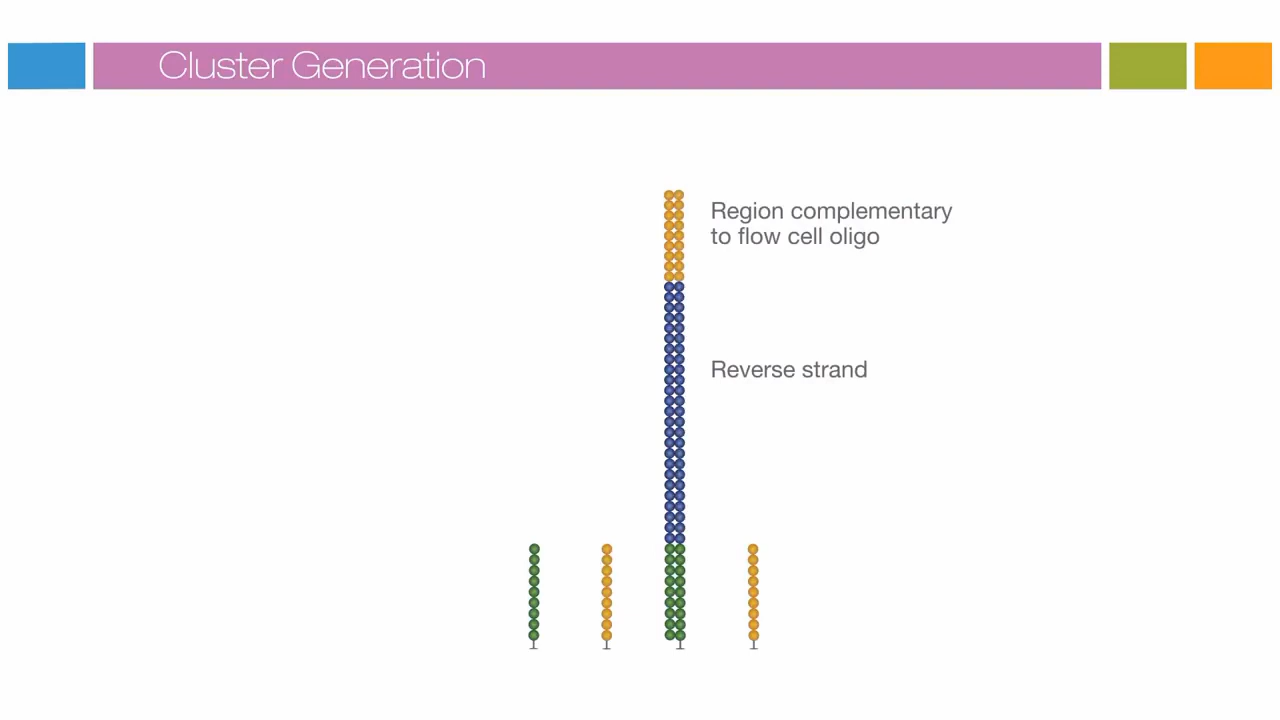 Cluster Generation
Region complementary
to flow cell oligo
Reverse strand